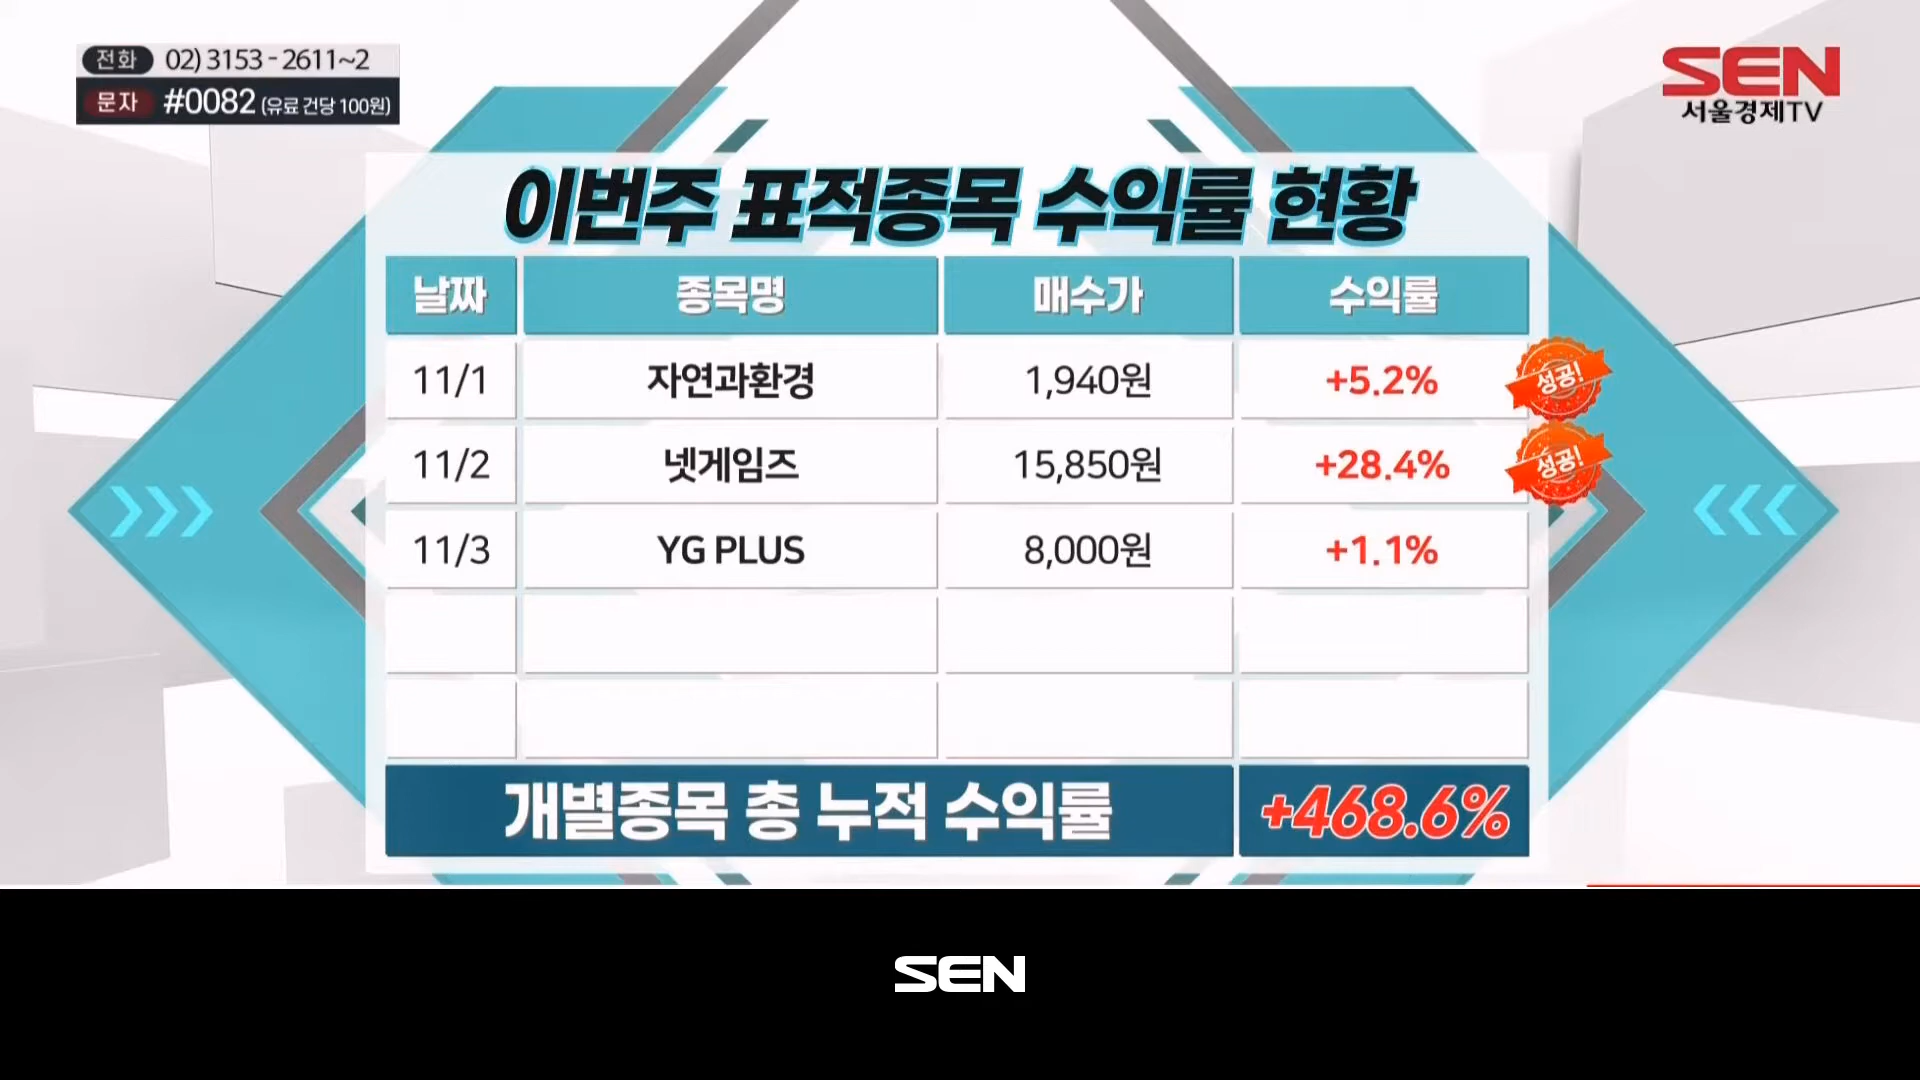 전화 02) 3153 - 2611~2
문자 #0082 (유료 건당 100원)
SEN
서울경제TV
이번주 표적종목 수익률 현황
날짜 종목명 매수가 수익률
11/1 자연과환경 1,940원 +5.2% 성공!
11/2 넷게임즈 15,850원 +28.4% 성공!
11/3 YG PLUS 8,000원 +1.1%
개별종목 총 누적 수익률 +468.6%
SEN